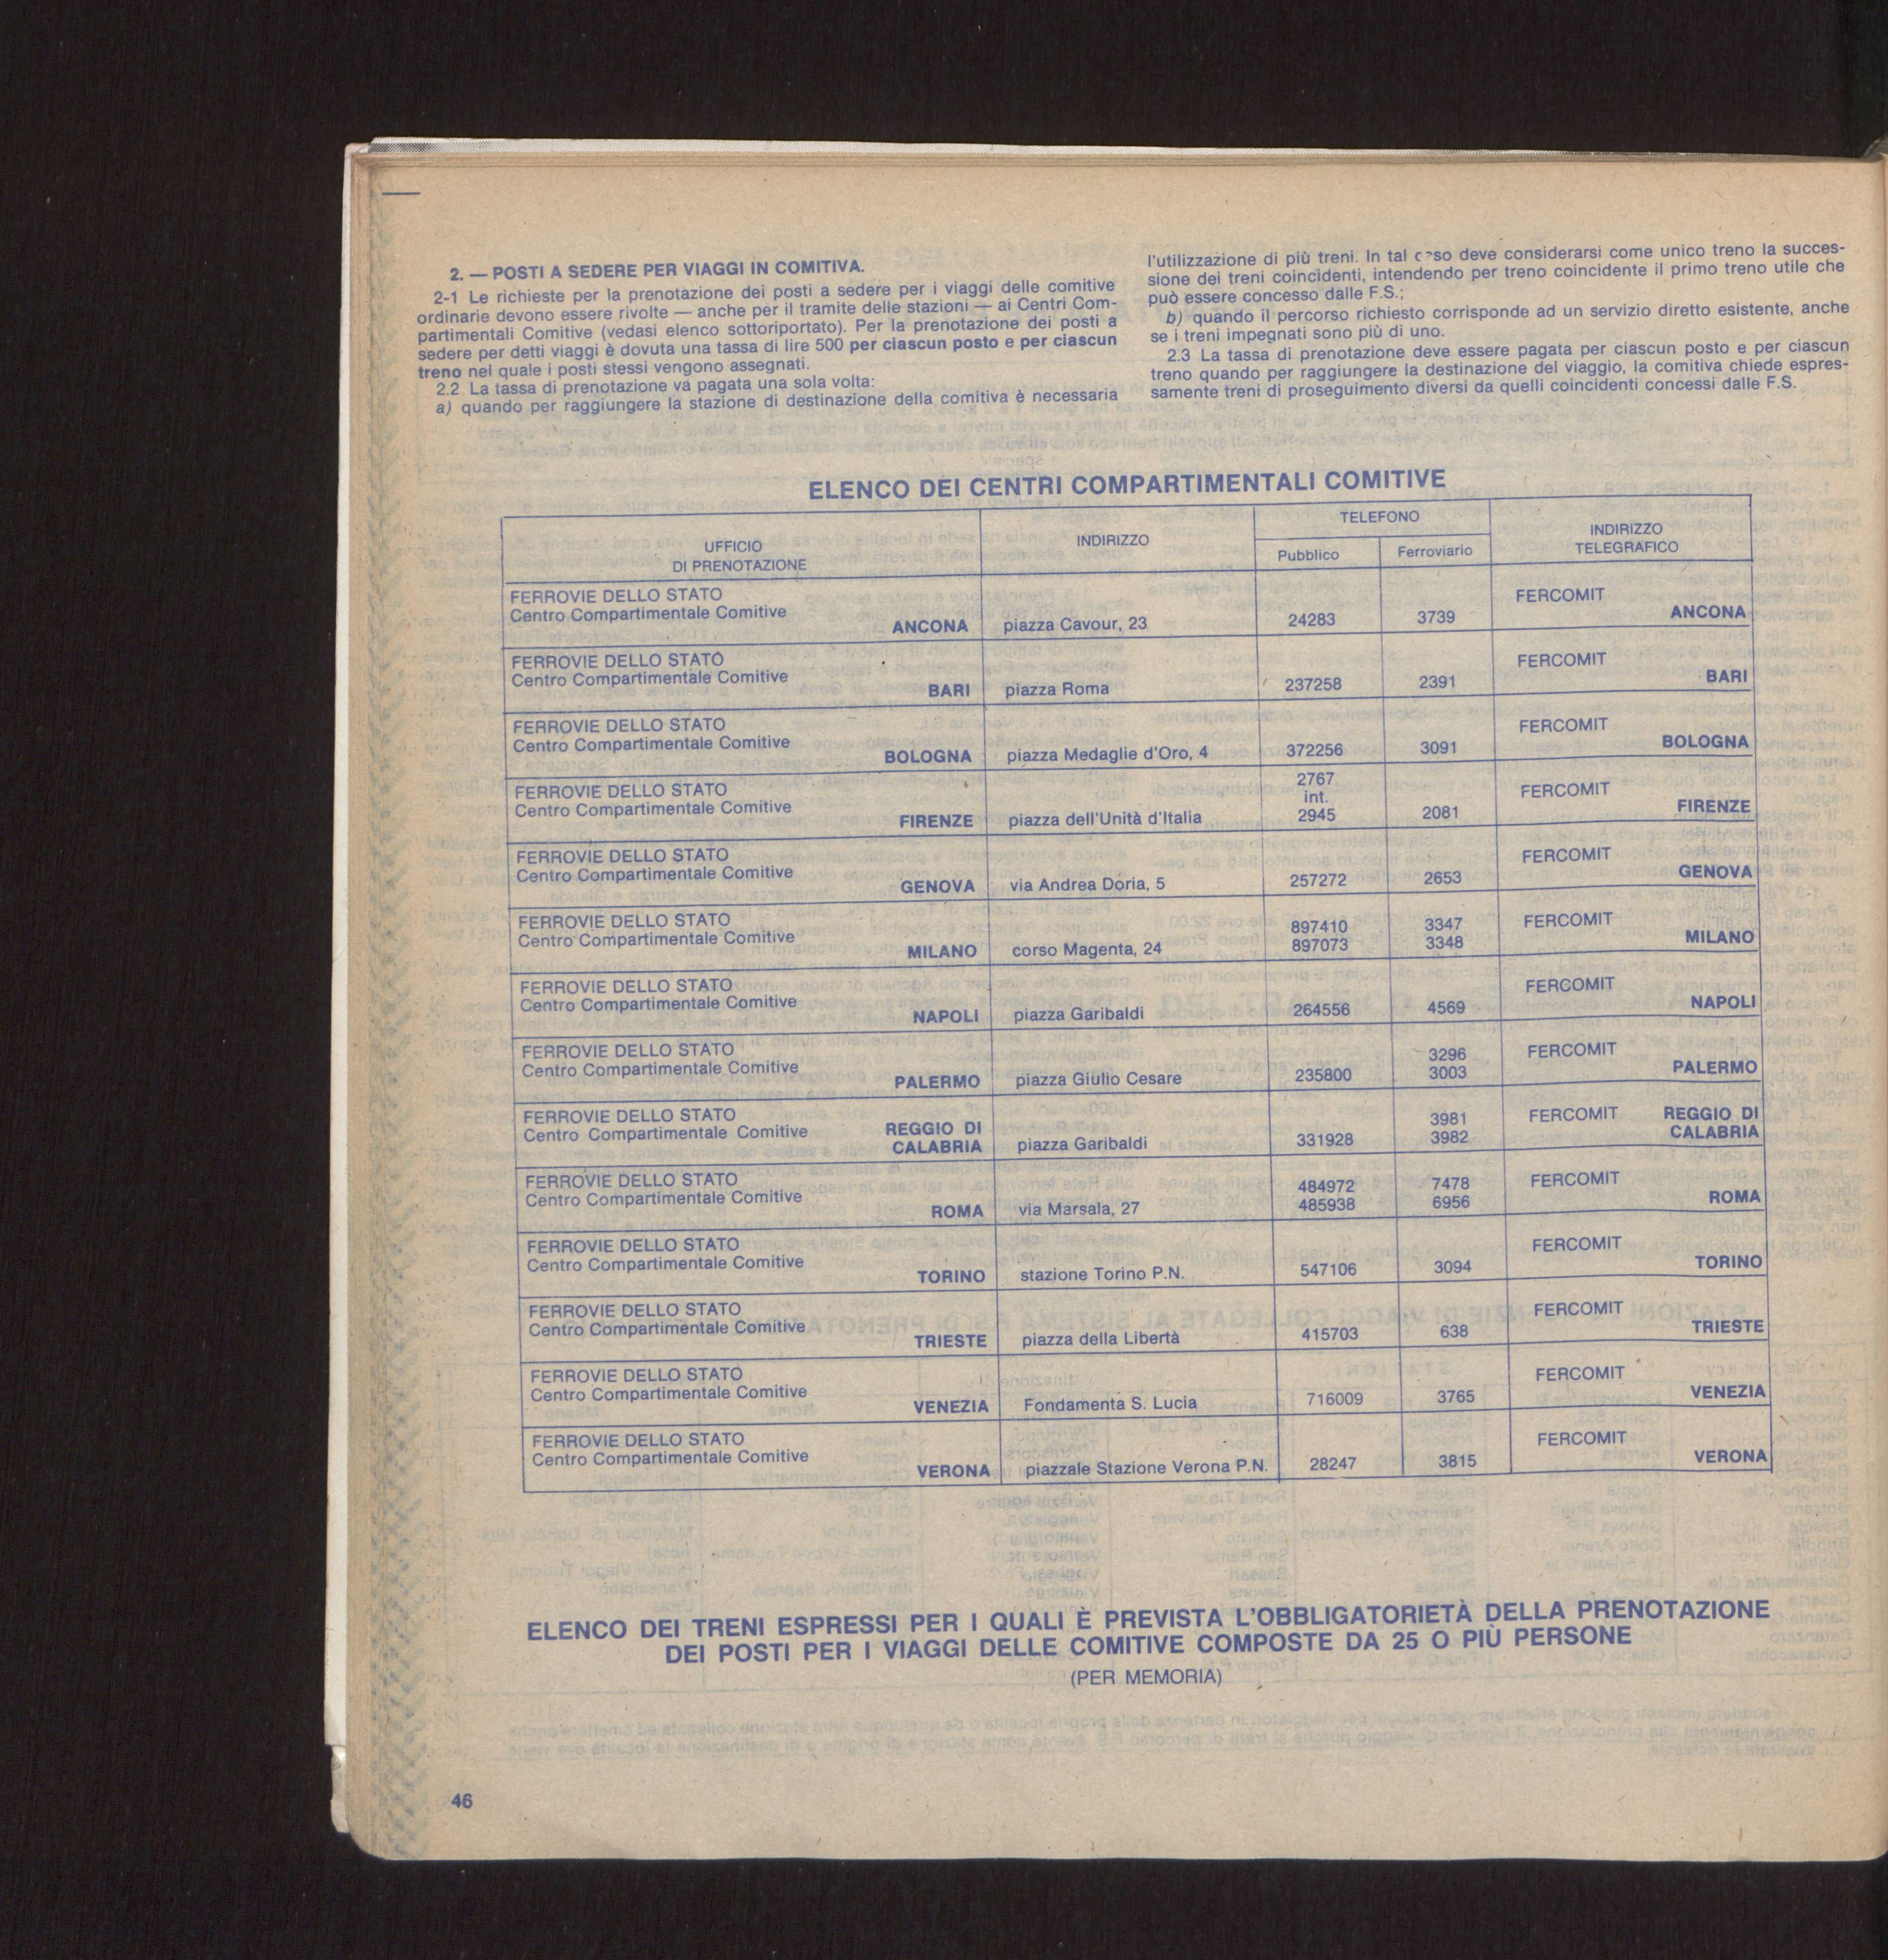 2. — POSTI A SEDERE PER VIAGGI IN COMITIVA.
2-1 Le richieste per la prenotazione dei posti a sedere per i viaggi delle comitive
ordinarie devono essere rivolte — anche per il tramite delle stazioni — ai Centri Com-
partimentali Comitive (vedasi elenco sottoriportato). Per la prenotazione dei posti a
sedere per detti viaggi è dovuta una tassa di lire 500 per ciascun posto e per ciascun
treno nel quale i posti stessi vengono assegnati.
2.2 La tassa di prenotazione va pagata una sola volta:
a) quando per raggiungere la stazione di destinazione della comitiva è necessaria
l'utilizzazione di più treni. In tal caso deve considerarsi come unico treno la succes-
sione dei treni coincidenti, intendendo per treno coincidente il primo treno utile che
può essere concesso dalle F.S.;
b) quando il percorso richiesto corrisponde ad un servizio diretto esistente, anche
se i treni impegnati sono più di uno.
2.3 La tassa di prenotazione deve essere pagata per ciascun posto e per ciascun
treno quando per raggiungere la destinazione del viaggio, la comitiva chiede espres-
samente treni di proseguimento diversi da quelli coincidenti concessi dalle F.S.
ELENCO DEI CENTRI COMPARTIMENTALI COMITIVE
UFFICIO
DI PRENOTAZIONE
INDIRIZZO
TELEFONO
Pubblico
Ferroviario
INDIRIZZO
TELEGRAFICO
FERROVIE DELLO STATO
Centro Compartimentale Comitive
ANCONA piazza Cavour, 23 24283 3739 FERCOMIT ANCONA
FERROVIE DELLO STATO
Centro Compartimentale Comitive
BARI piazza Roma 237258 2391 FERCOMIT BARI
FERROVIE DELLO STATO
Centro Compartimentale Comitive
BOLOGNA piazza Medaglie d'Oro, 4 372256 3091 FERCOMIT BOLOGNA
FERROVIE DELLO STATO
Centro Compartimentale Comitive
FIRENZE piazza dell'Unità d'Italia
2767
int.
2945 2081 FERCOMIT FIRENZE
FERROVIE DELLO STATO
Centro Compartimentale Comitive
GENOVA via Andrea Doria, 5 257272 2653 FERCOMIT GENOVA
FERROVIE DELLO STATO
Centro Compartimentale Comitive
MILANO corso Magenta, 24
897410 3347
897073 3348 FERCOMIT MILANO
FERROVIE DELLO STATO
Centro Compartimentale Comitive
NAPOLI piazza Garibaldi 264556 4569 FERCOMIT NAPOLI
FERROVIE DELLO STATO
Centro Compartimentale Comitive
PALERMO piazza Giulio Cesare
3296
235800 3003 FERCOMIT PALERMO
FERROVIE DELLO STATO
Centro Compartimentale Comitive
REGGIO DI
CALABRIA piazza Garibaldi
3981
331928 3982 FERCOMIT REGGIO DI
CALABRIA
FERROVIE DELLO STATO
Centro Compartimentale Comitive
ROMA via Marsala, 27
484972 7478
485938 6956 FERCOMIT ROMA
FERROVIE DELLO STATO
Centro Compartimentale Comitive
TORINO stazione Torino P.N. 547106 3094 FERCOMIT TORINO
FERROVIE DELLO STATO
Centro Compartimentale Comitive
TRIESTE piazza della Libertà 415703 638 FERCOMIT TRIESTE
FERROVIE DELLO STATO
Centro Compartimentale Comitive
VENEZIA Fondamenta S. Lucia 716009 3765 FERCOMIT VENEZIA
FERROVIE DELLO STATO
Centro Compartimentale Comitive
VERONA piazzale Stazione Verona P.N. 28247 3815 FERCOMIT VERONA
ELENCO DEI TRENI ESPRESSI PER I QUALI È PREVISTA L'OBBLIGATORIETÀ DELLA PRENOTAZIONE
DEI POSTI PER I VIAGGI DELLE COMITIVE COMPOSTE DA 25 O PIÙ PERSONE
(PER MEMORIA)
46